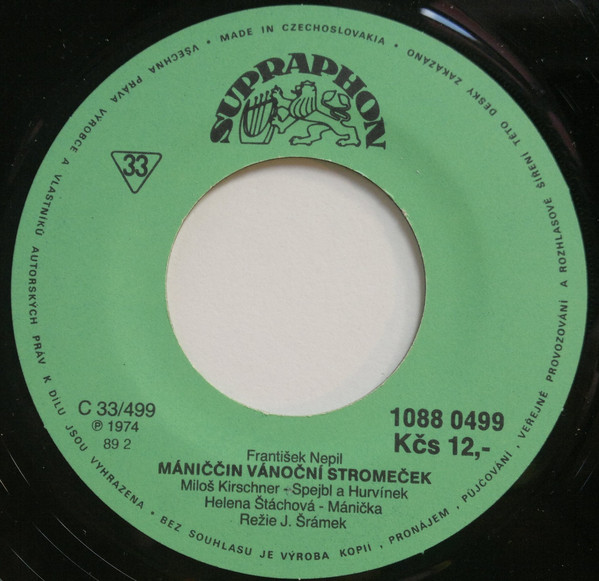 VŠECHNA PRÁVA VÝROBCE A VLASTNÍKŮ AUTORSKÝCH PRÁV K DÍLU JSOU VYHRAZENA • BEZ SOUHLASU JE VÝROBA KOPIÍ, PRONÁJEM, PŮJČOVÁNÍ, VEŘEJNÉ PROVOZOVÁNÍ A ROZHLASOVÉ ŠÍŘENÍ TÉTO DESKY ZAKÁZÁNO • MADE IN CZECHOSLOVAKIA •
SUPRAPHON
33
C 33/499
℗ 1974
89 2
1088 0499
Kčs 12,-
František Nepil
MÁNIČČIN VÁNOČNÍ STROMEČEK
Miloš Kirschner - Spejbl a Hurvínek
Helena Štáchová - Mánička
Režie J. Šrámek